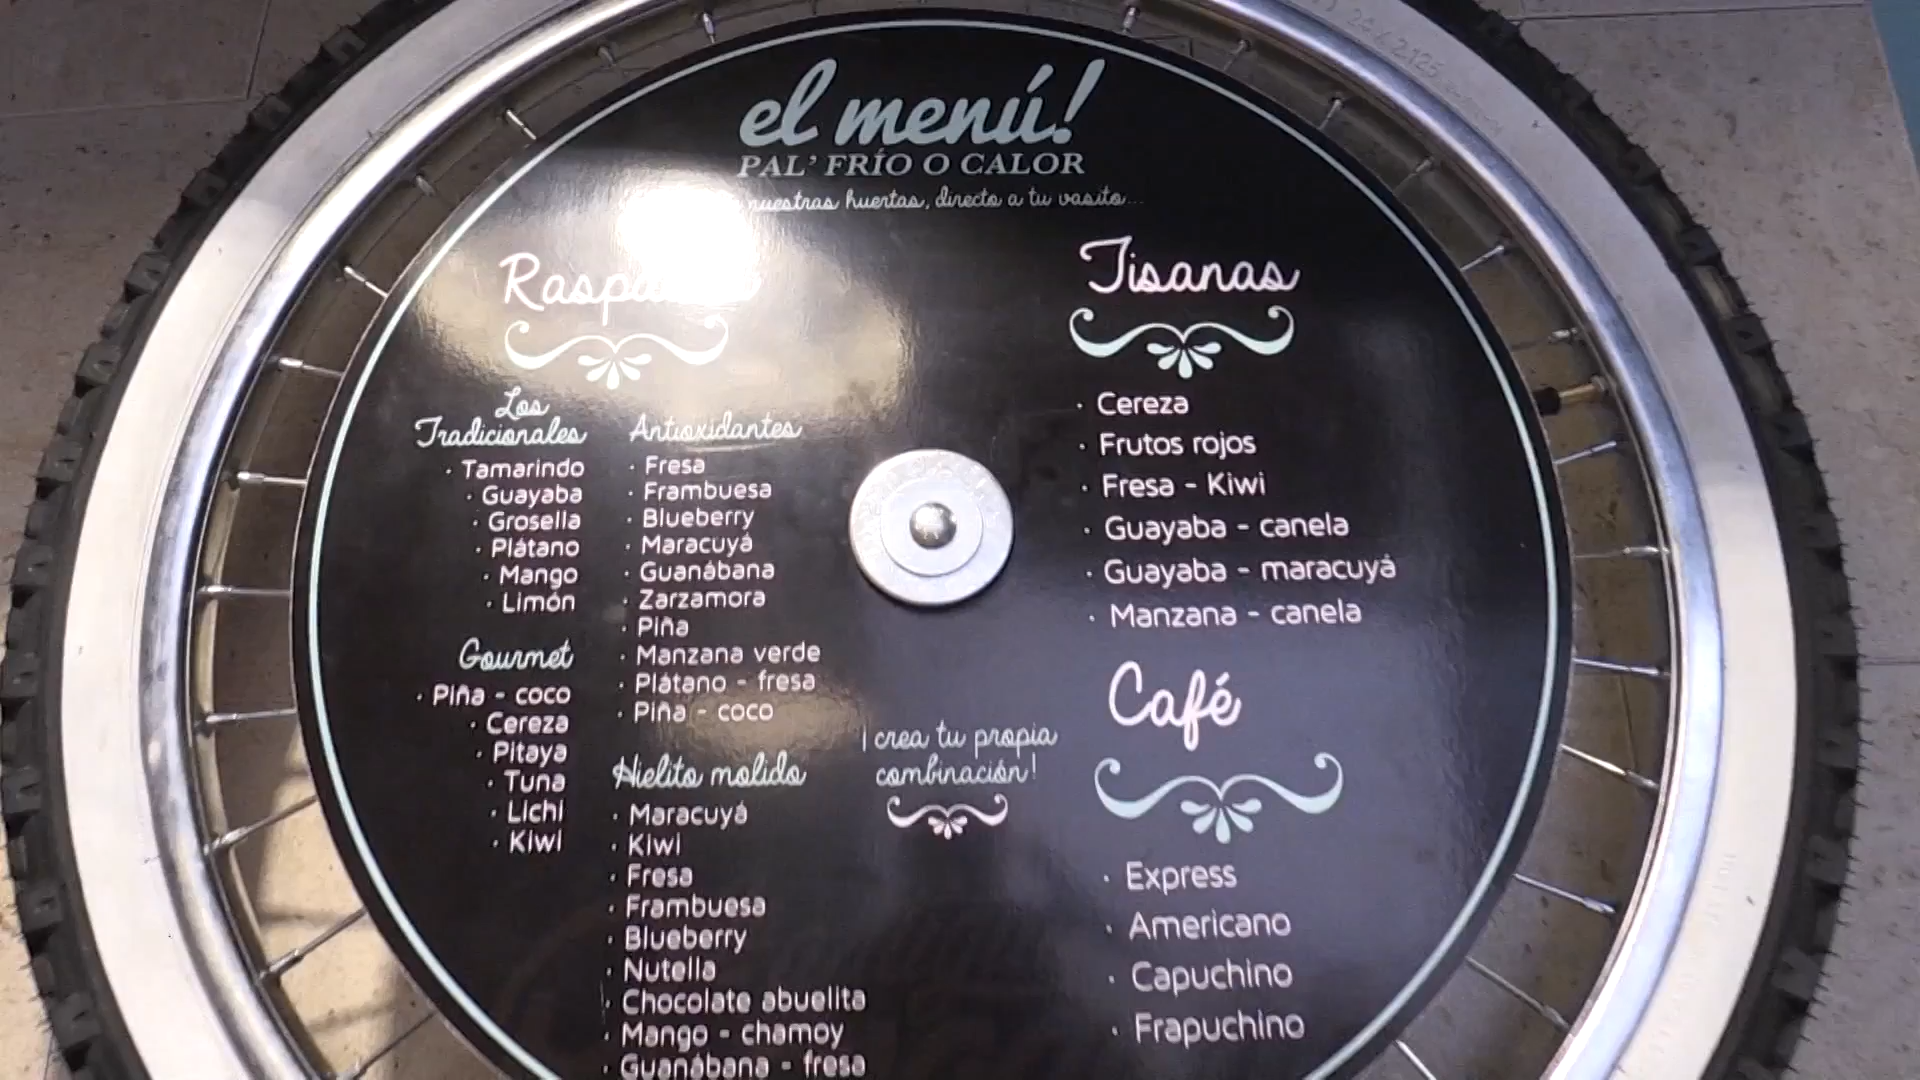 el menú!
PAL' FRÍO O CALOR
nuestras huertas, directo a tu vasito...
Los
Tradicionales
· Tamarindo
· Guayaba
· Grosella
· Plátano
· Mango
· Limón
Gourmet
· Piña - coco
· Cereza
· Pitaya
· Tuna
· Lichi
· Kiwi
Antioxidantes
· Fresa
· Frambuesa
· Blueberry
· Maracuyá
· Guanábana
· Zarzamora
· Piña
· Manzana verde
· Plátano - fresa
· Piña - coco
Hielito molido
· Maracuyá
· Kiwi
· Fresa
· Frambuesa
· Blueberry
· Nutella
· Chocolate abuelita
· Mango - chamoy
· Guanábana - fresa
¡crea tu propia
combinación!
Tisanas
· Cereza
· Frutos rojos
· Fresa - Kiwi
· Guayaba - canela
· Guayaba - maracuyá
· Manzana - canela
Café
· Express
· Americano
· Capuchino
· Frapuchino